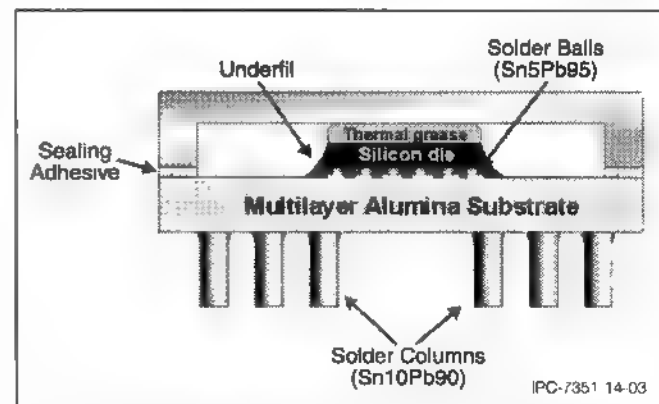 Solder Balls
(Sn5Pb95)
Underfil
Thermal grease
Silicon die
Sealing
Adhesive
Multilayer Alumina Substrate
Solder Columns
(Sn10Pb90)
IPC-7351 14-03